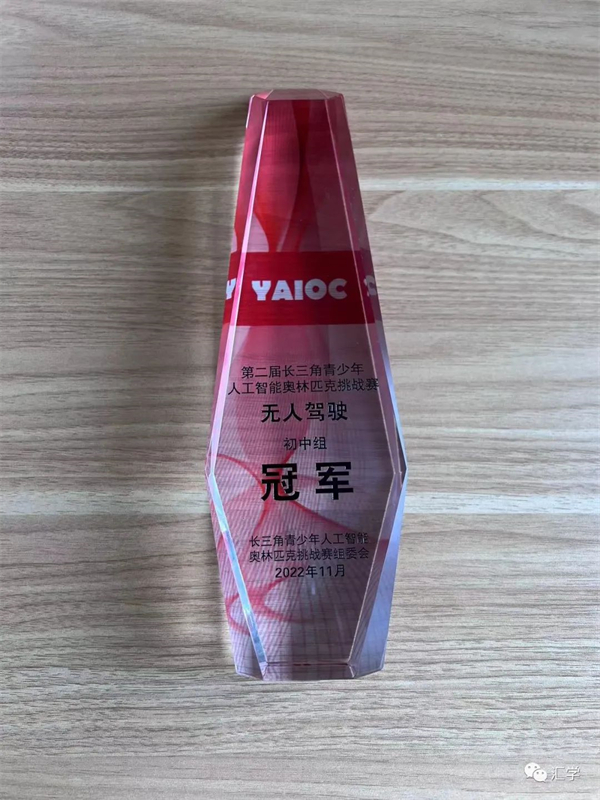 YAIOC
第二届长三角青少年
人工智能奥林匹克挑战赛
无人驾驶
初中组
冠军
长三角青少年人工智能
奥林匹克挑战赛组委会
2022年11月
汇学